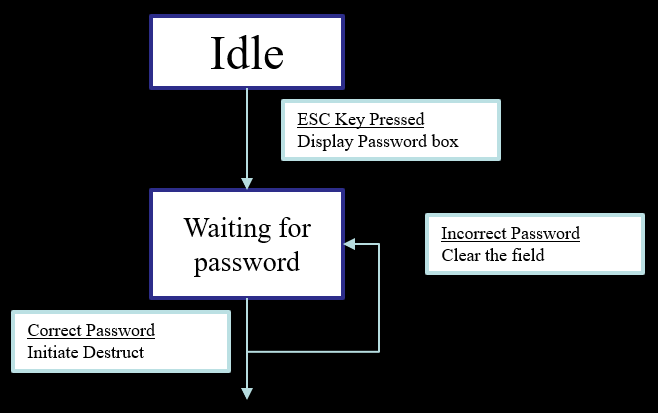 Idle
ESC Key Pressed
Display Password box
Waiting for
password
Incorrect Password
Clear the field
Correct Password
Initiate Destruct